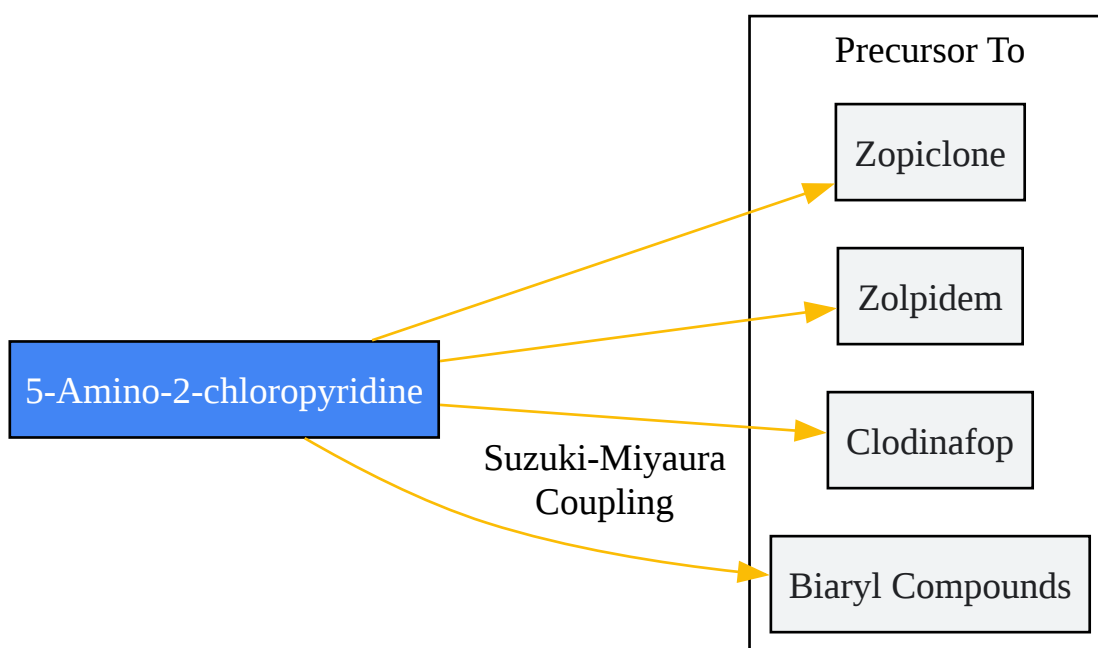 Precursor To
Zopiclone
Zolpidem
5-Amino-2-chloropyridine
Clodinafop
Suzuki-Miyaura
Coupling
Biaryl Compounds